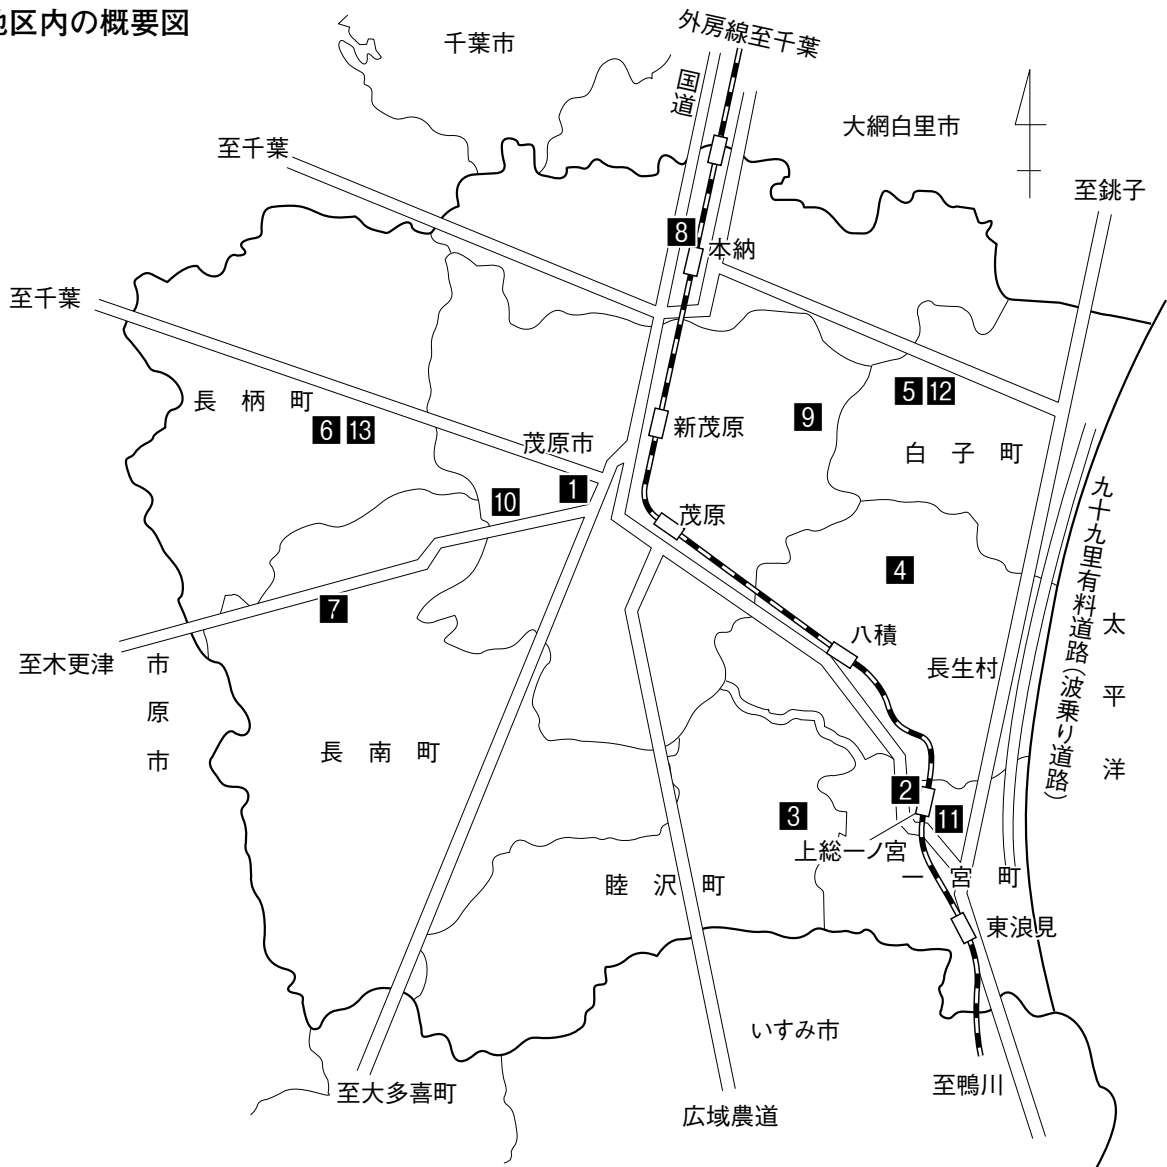 地区内の概要図
千葉市
外房線至千葉
国道
大網白里市
至千葉
至銚子
8
本納
至千葉
長柄町
5 12
6 13
9
新茂原
茂原市
白子町
1
10
茂原
九十九里有料道路(波乗り道路)
4
7
太平洋
八積
至木更津
市原市
長生村
長南町
2
3
11
上総一ノ宮
一宮町
睦沢町
東浪見
いすみ市
至鴨川
至大多喜町
広域農道